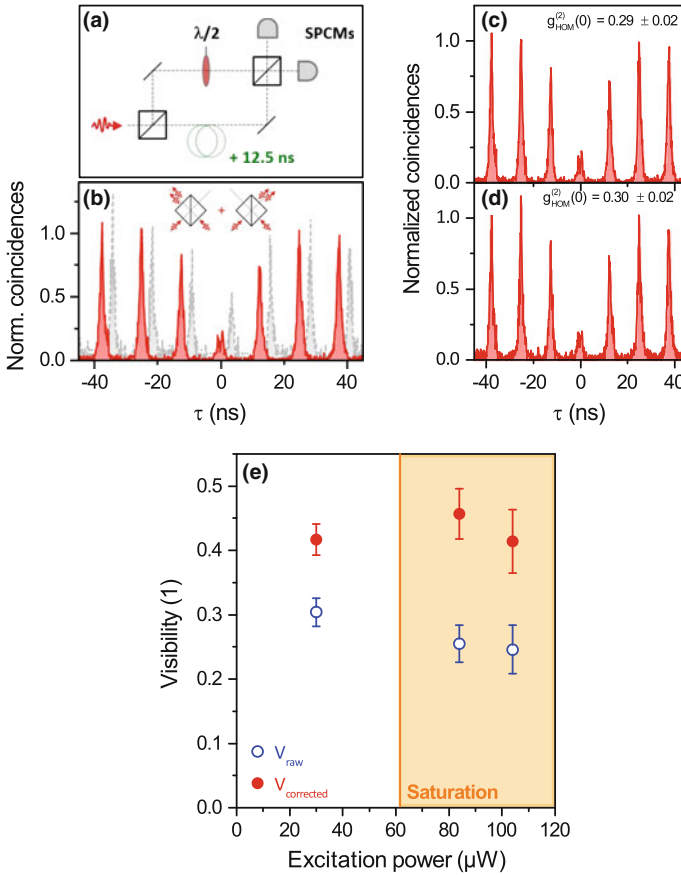 (a)
λ/2
SPCMs
+ 12.5 ns
(b)
+
Norm. coincidences
1.0
0.5
0.0
-40
-20
0
20
40
τ (ns)
(c)
g(2)HOM(0) = 0.29 ± 0.02
1.0
0.5
0.0
(d)
g(2)HOM(0) = 0.30 ± 0.02
Normalized coincidences
1.0
0.5
0.0
-40
-20
0
20
40
τ (ns)
(e)
Visibility (1)
0.5
0.4
0.3
0.2
0.1
0.0
Vraw
Vcorrected
Saturation
0
20
40
60
80
100
120
Excitation power (µW)